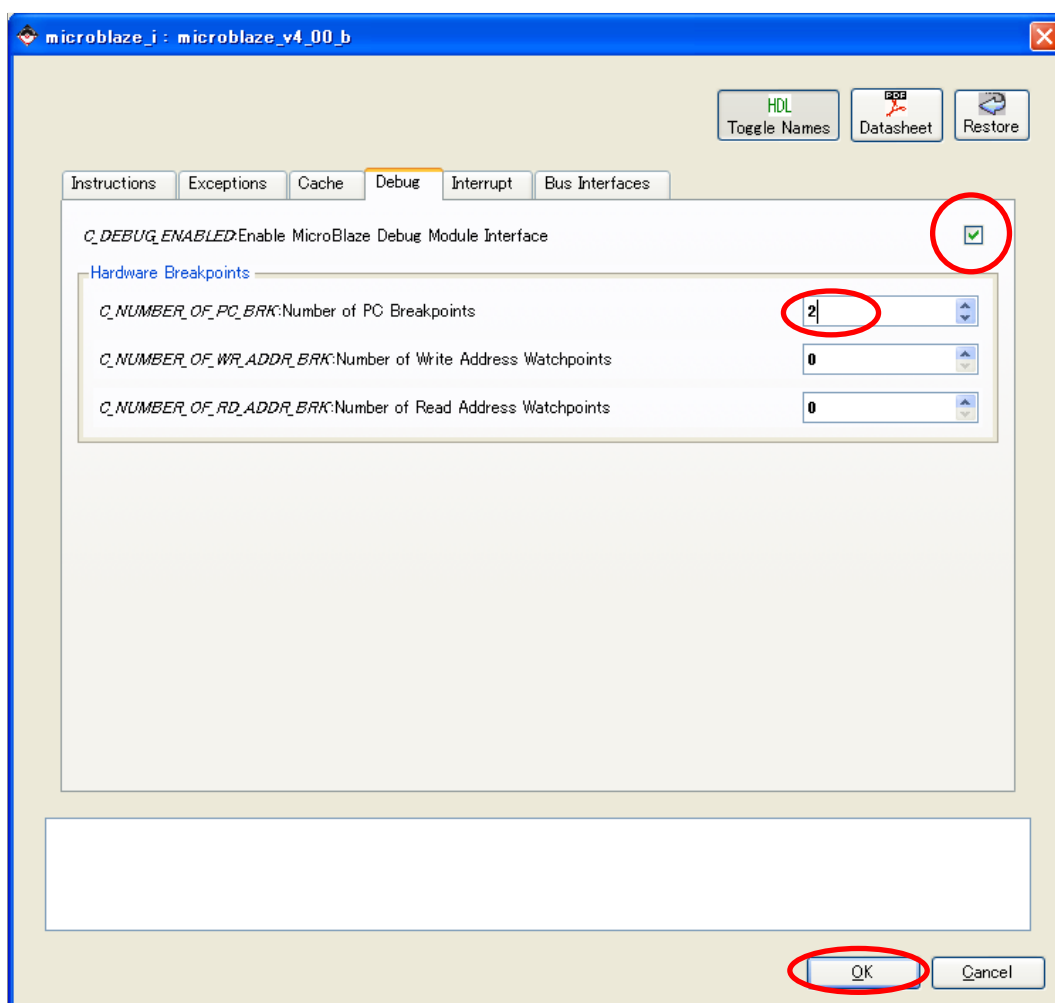 microblaze_i : microblaze_v4_00_b
HDL
Toggle Names
PDF
Datasheet
Restore
Instructions Exceptions Cache Debug Interrupt Bus Interfaces
C_DEBUG_ENABLED:Enable MicroBlaze Debug Module Interface
Hardware Breakpoints
C_NUMBER_OF_PC_BRK:Number of PC Breakpoints 2
C_NUMBER_OF_WR_ADDR_BRK:Number of Write Address Watchpoints 0
C_NUMBER_OF_RD_ADDR_BRK:Number of Read Address Watchpoints 0
OK Cancel